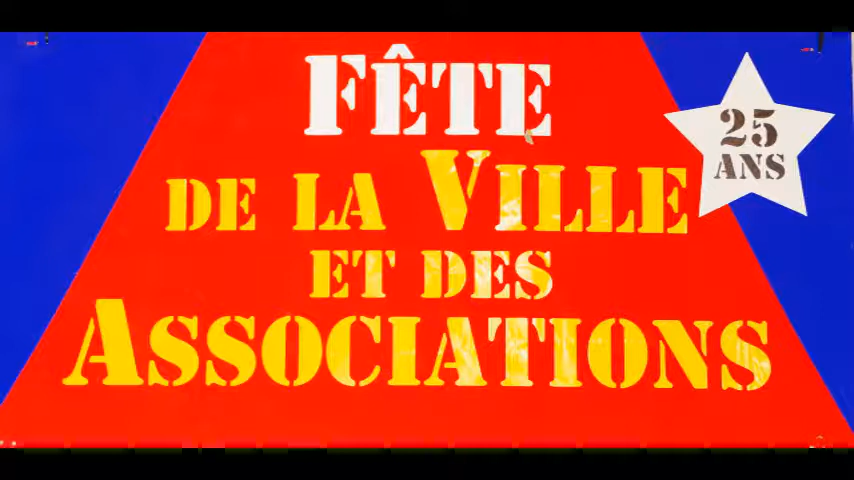 FÊTE
DE LA VILLE
ET DES
ASSOCIATIONS
25
ANS